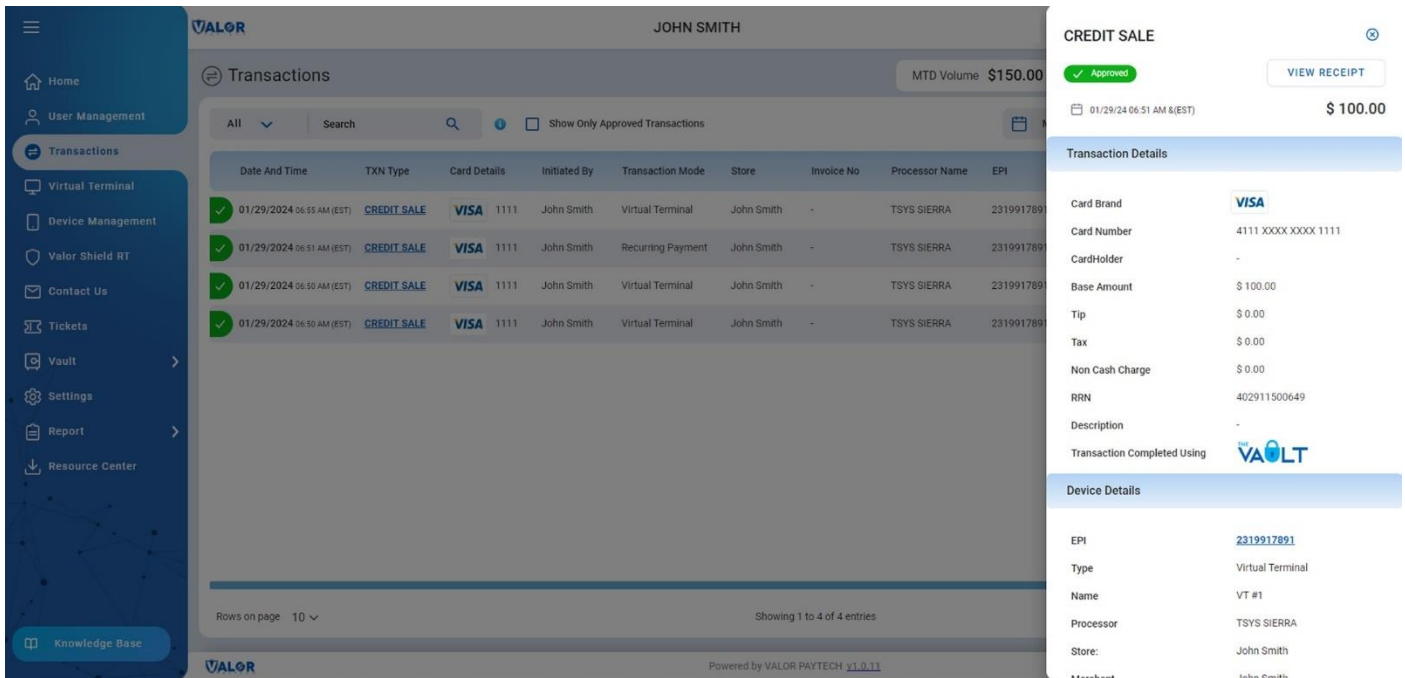 VALOR
JOHN SMITH
Home
User Management
Transactions
Virtual Terminal
Device Management
Valor Shield RT
Contact Us
Tickets
Vault
Settings
Report
Resource Center
Knowledge Base
Transactions
MTD Volume $150.00
All Search Show Only Approved Transactions
Date And Time TXN Type Card Details Initiated By Transaction Mode Store Invoice No Processor Name EPI
01/29/2024 06:55 AM (EST) CREDIT SALE VISA 1111 John Smith Virtual Terminal John Smith - TSYS SIERRA 231991789
01/29/2024 06:51 AM (EST) CREDIT SALE VISA 1111 John Smith Recurring Payment John Smith - TSYS SIERRA 231991789
01/29/2024 06:50 AM (EST) CREDIT SALE VISA 1111 John Smith Virtual Terminal John Smith - TSYS SIERRA 231991789
01/29/2024 06:50 AM (EST) CREDIT SALE VISA 1111 John Smith Virtual Terminal John Smith - TSYS SIERRA 231991789
Rows on page 10
Showing 1 to 4 of 4 entries
VALOR
Powered by VALOR PAYTECH v1.0.11
CREDIT SALE
Approved
VIEW RECEIPT
01/29/24 06:51 AM &(EST) $ 100.00
Transaction Details
Card Brand VISA
Card Number 4111 XXXX XXXX 1111
CardHolder -
Base Amount $ 100.00
Tip $ 0.00
Tax $ 0.00
Non Cash Charge $ 0.00
RRN 402911500649
Description -
Transaction Completed Using THE VAULT
Device Details
EPI 2319917891
Type Virtual Terminal
Name VT #1
Processor TSYS SIERRA
Store: John Smith
Merchant John Smith